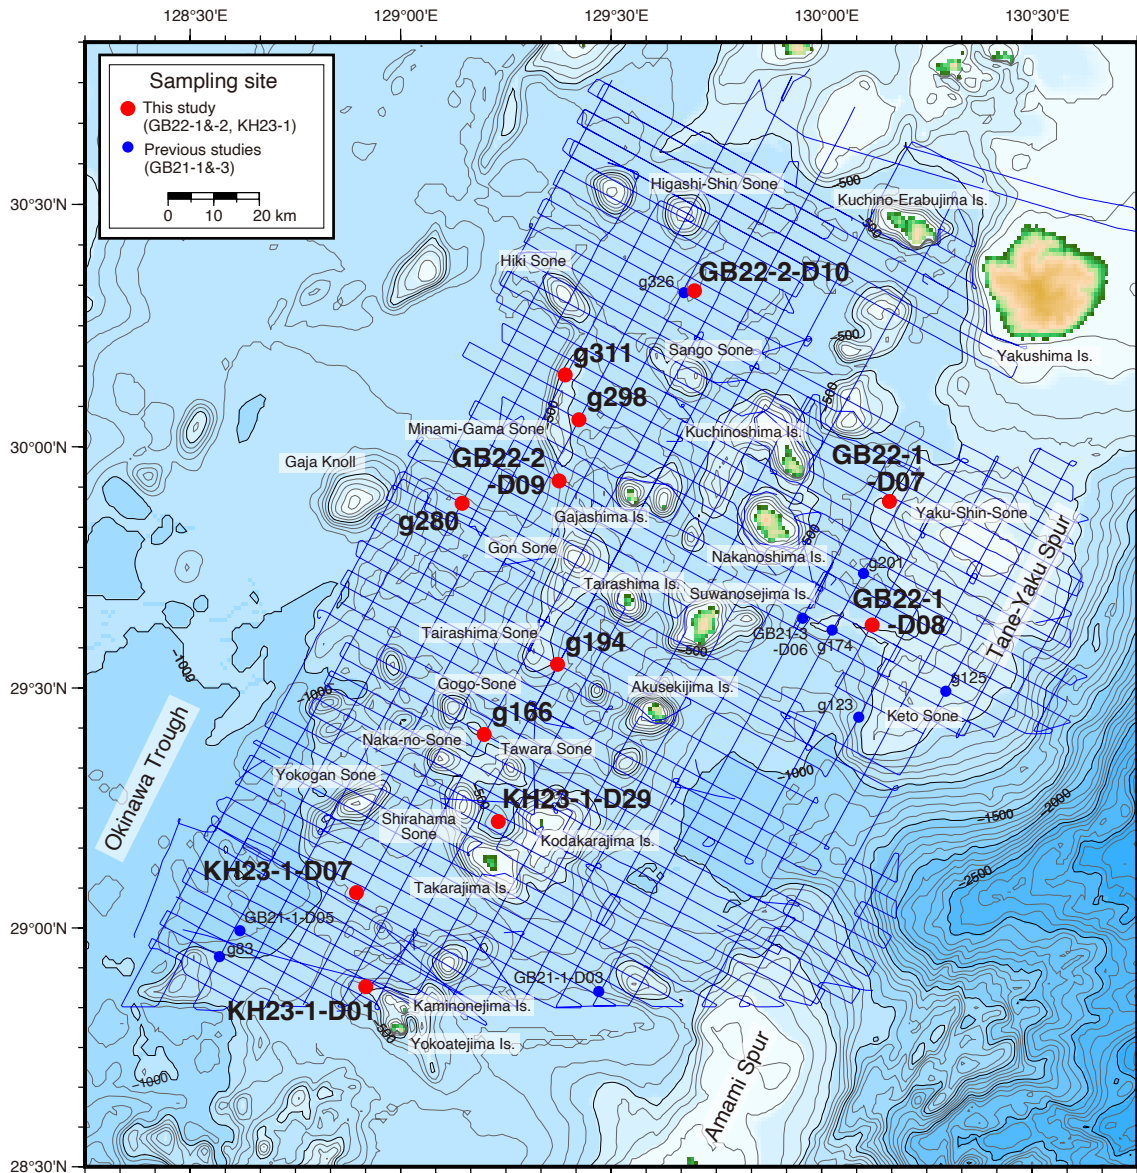 128°30'E 129°00'E 129°30'E 130°00'E 130°30'E
Sampling site
This study
(GB22-1&-2, KH23-1)
Previous studies
(GB21-1&-3)
0 10 20 km
30°30'N
30°00'N
29°30'N
29°00'N
28°30'N
Higashi-Shin Sone
-500
Kuchino-Erabujima Is.
-500
Hiki Sone
g326
GB22-2-D10
Yakushima Is.
-500
Sango Sone
g311
g298
-500
-500
Minami-Gama Sone
Kuchinoshima Is.
Gaja Knoll
GB22-2
-D09
GB22-1
-D07
g280
Gajashima Is.
Yaku-Shin-Sone
Gon Sone
Nakanoshima Is.
-500
g201
Tairashima Is.
Suwanosejima Is.
GB22-1
-D08
Tane-Yaku Spur
Tairashima Sone
g194
-500
GB21-3
-D06
g174
-1000
-1000
Gogo-Sone
Akusekijima Is.
g125
g123
Keto Sone
g166
Naka-no-Sone
Tawara Sone
Okinawa Trough
Yokogan Sone
-500
KH23-1-D29
-1000
-1500
-2000
Shirahama
Sone
Kodakarajima Is.
KH23-1-D07
Takarajima Is.
-2500
GB21-1-D05
g83
GB21-1-D03
KH23-1-D01
Kaminonejima Is.
-500
Yokoatejima Is.
-1000
Amami Spur